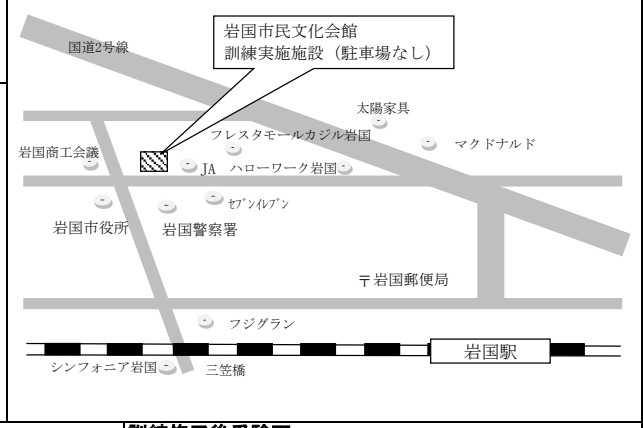 岩国市民文化会館
訓練実施施設（駐車場なし）
国道2号線
太陽家具
フレスタモールカジル岩国
マクドナルド
岩国商工会議
JA
ハローワーク岩国
ｾﾌﾞﾝｲﾚﾌﾞﾝ
岩国市役所
岩国警察署
〒岩国郵便局
フジグラン
岩国駅
シンフォニア岩国
三笠橋